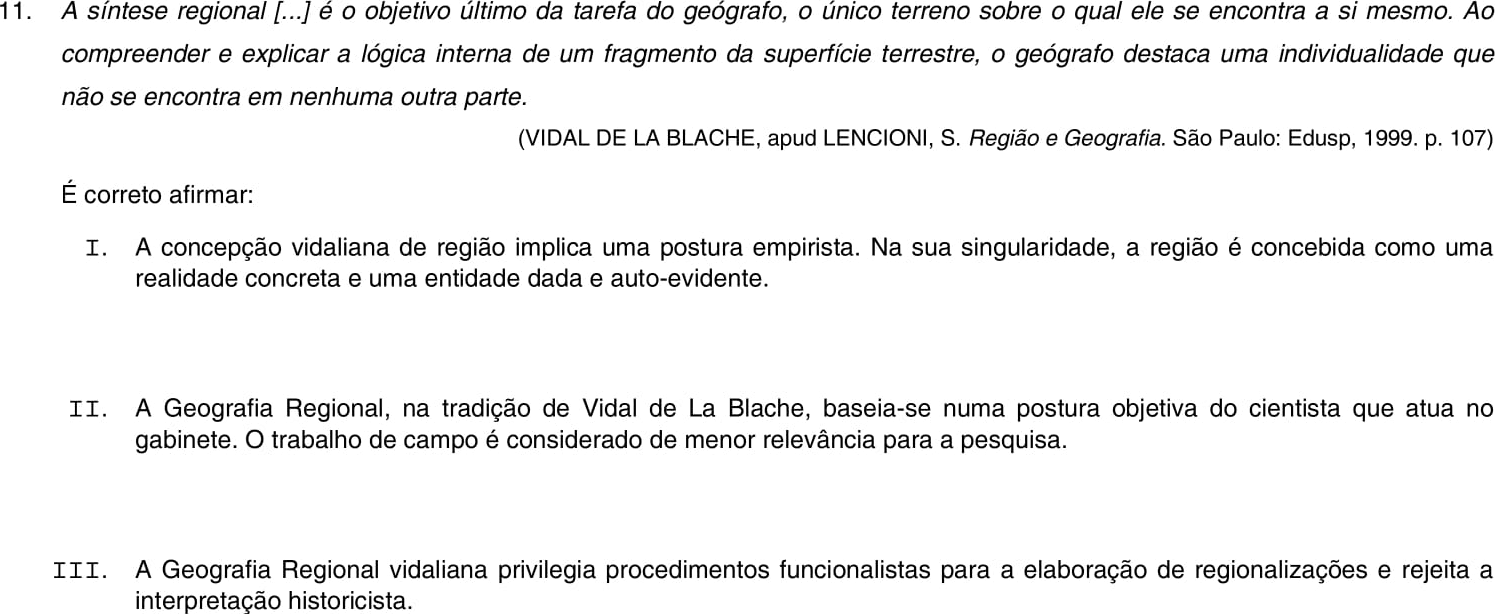 11. A síntese regional [...] é o objetivo último da tarefa do geógrafo, o único terreno sobre o qual ele se encontra a si mesmo. Ao
compreender e explicar a lógica interna de um fragmento da superfície terrestre, o geógrafo destaca uma individualidade que
não se encontra em nenhuma outra parte.
(VIDAL DE LA BLACHE, apud LENCIONI, S. Região e Geografia. São Paulo: Edusp, 1999. p. 107)
É correto afirmar:
I. A concepção vidaliana de região implica uma postura empirista. Na sua singularidade, a região é concebida como uma
realidade concreta e uma entidade dada e auto-evidente.
II. A Geografia Regional, na tradição de Vidal de La Blache, baseia-se numa postura objetiva do cientista que atua no
gabinete. O trabalho de campo é considerado de menor relevância para a pesquisa.
III. A Geografia Regional vidaliana privilegia procedimentos funcionalistas para a elaboração de regionalizações e rejeita a
interpretação historicista.